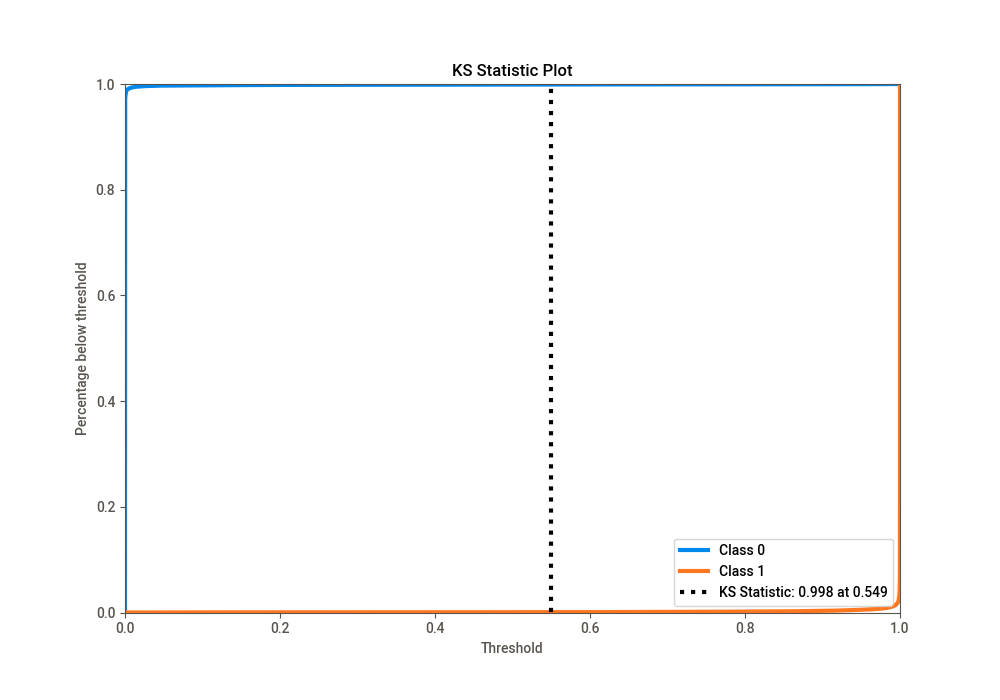 KS Statistic Plot
1.0
0.8
0.6
0.4
0.2
0.0
Percentage below threshold
0.0 0.2 0.4 0.6 0.8 1.0
Threshold
Class 0
Class 1
KS Statistic: 0.998 at 0.549